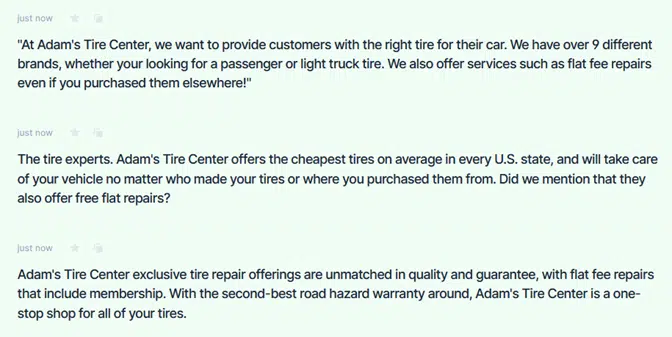 just now
"At Adam's Tire Center, we want to provide customers with the right tire for their car. We have over 9 different
brands, whether your looking for a passenger or light truck tire. We also offer services such as flat fee repairs
even if you purchased them elsewhere!"
just now
The tire experts. Adam's Tire Center offers the cheapest tires on average in every U.S. state, and will take care
of your vehicle no matter who made your tires or where you purchased them from. Did we mention that they
also offer free flat repairs?
just now
Adam's Tire Center exclusive tire repair offerings are unmatched in quality and guarantee, with flat fee repairs
that include membership. With the second-best road hazard warranty around, Adam's Tire Center is a one-
stop shop for all of your tires.